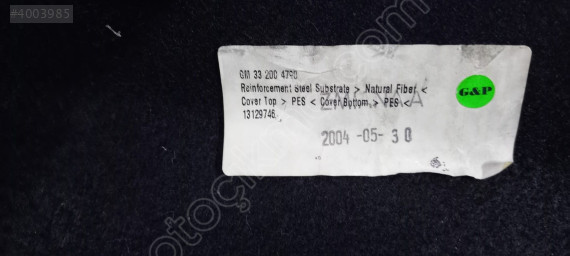 #4003985
GM 33 200 4790
Reinforcement Steel Substrate > Natural Fiber <
Cover Top > PES < Cover Bottom > PES <
13129746
2004 -05- 30
G&P